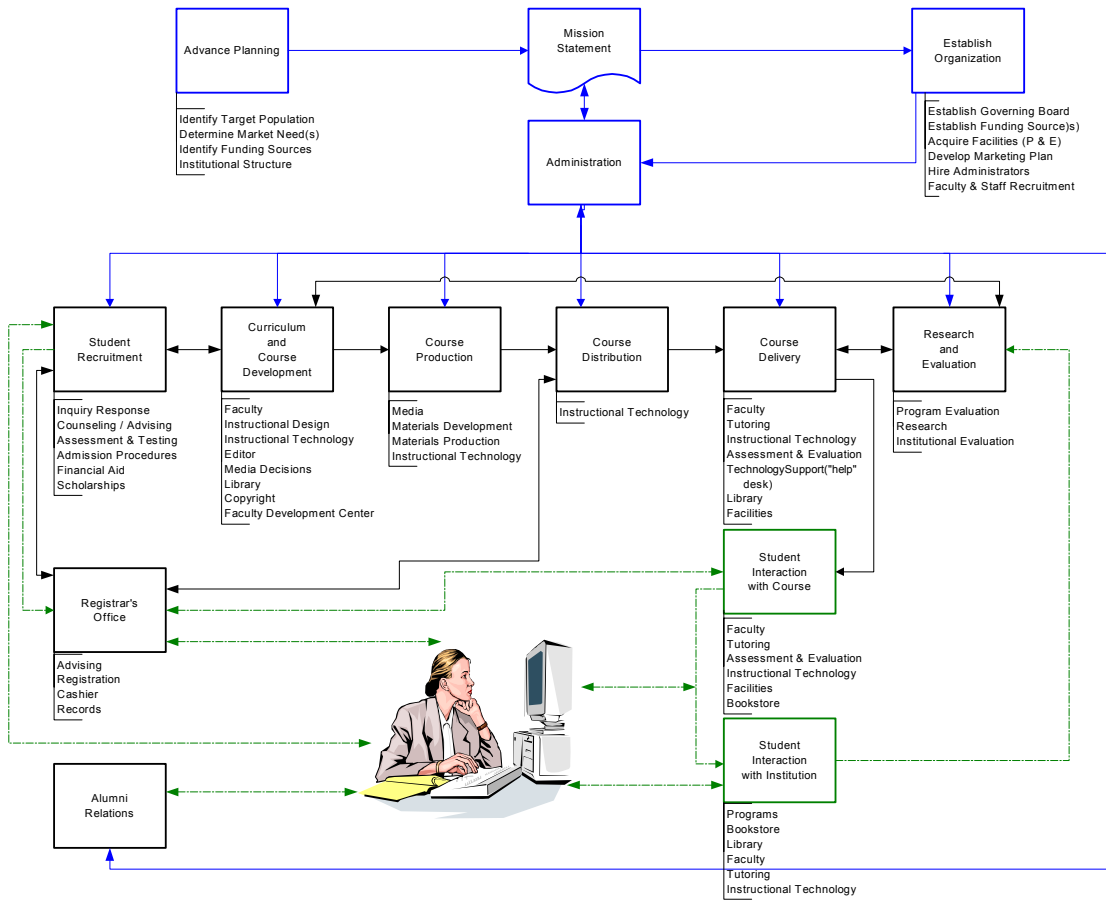 Advance Planning
Mission
Statement
Establish
Organization
Identify Target Population
Determine Market Need(s)
Identify Funding Sources
Institutional Structure
Administration
Establish Governing Board
Establish Funding Source)s)
Acquire Facilities (P & E)
Develop Marketing Plan
Hire Administrators
Faculty & Staff Recruitment
Student
Recruitment
Curriculum
and
Course
Development
Course
Production
Course
Distribution
Course
Delivery
Research
and
Evaluation
Inquiry Response
Counseling / Advising
Assessment & Testing
Admission Procedures
Financial Aid
Scholarships
Faculty
Instructional Design
Instructional Technology
Editor
Media Decisions
Library
Copyright
Faculty Development Center
Media
Materials Development
Materials Production
Instructional Technology
Instructional Technology
Faculty
Tutoring
Instructional Technology
Assessment & Evaluation
TechnologySupport("help"
desk)
Library
Facilities
Program Evaluation
Research
Institutional Evaluation
Registrar's
Office
Advising
Registration
Cashier
Records
Student
Interaction
with Course
Faculty
Tutoring
Assessment & Evaluation
Instructional Technology
Facilities
Bookstore
Student
Interaction
with Institution
Programs
Bookstore
Library
Faculty
Tutoring
Instructional Technology
Alumni
Relations